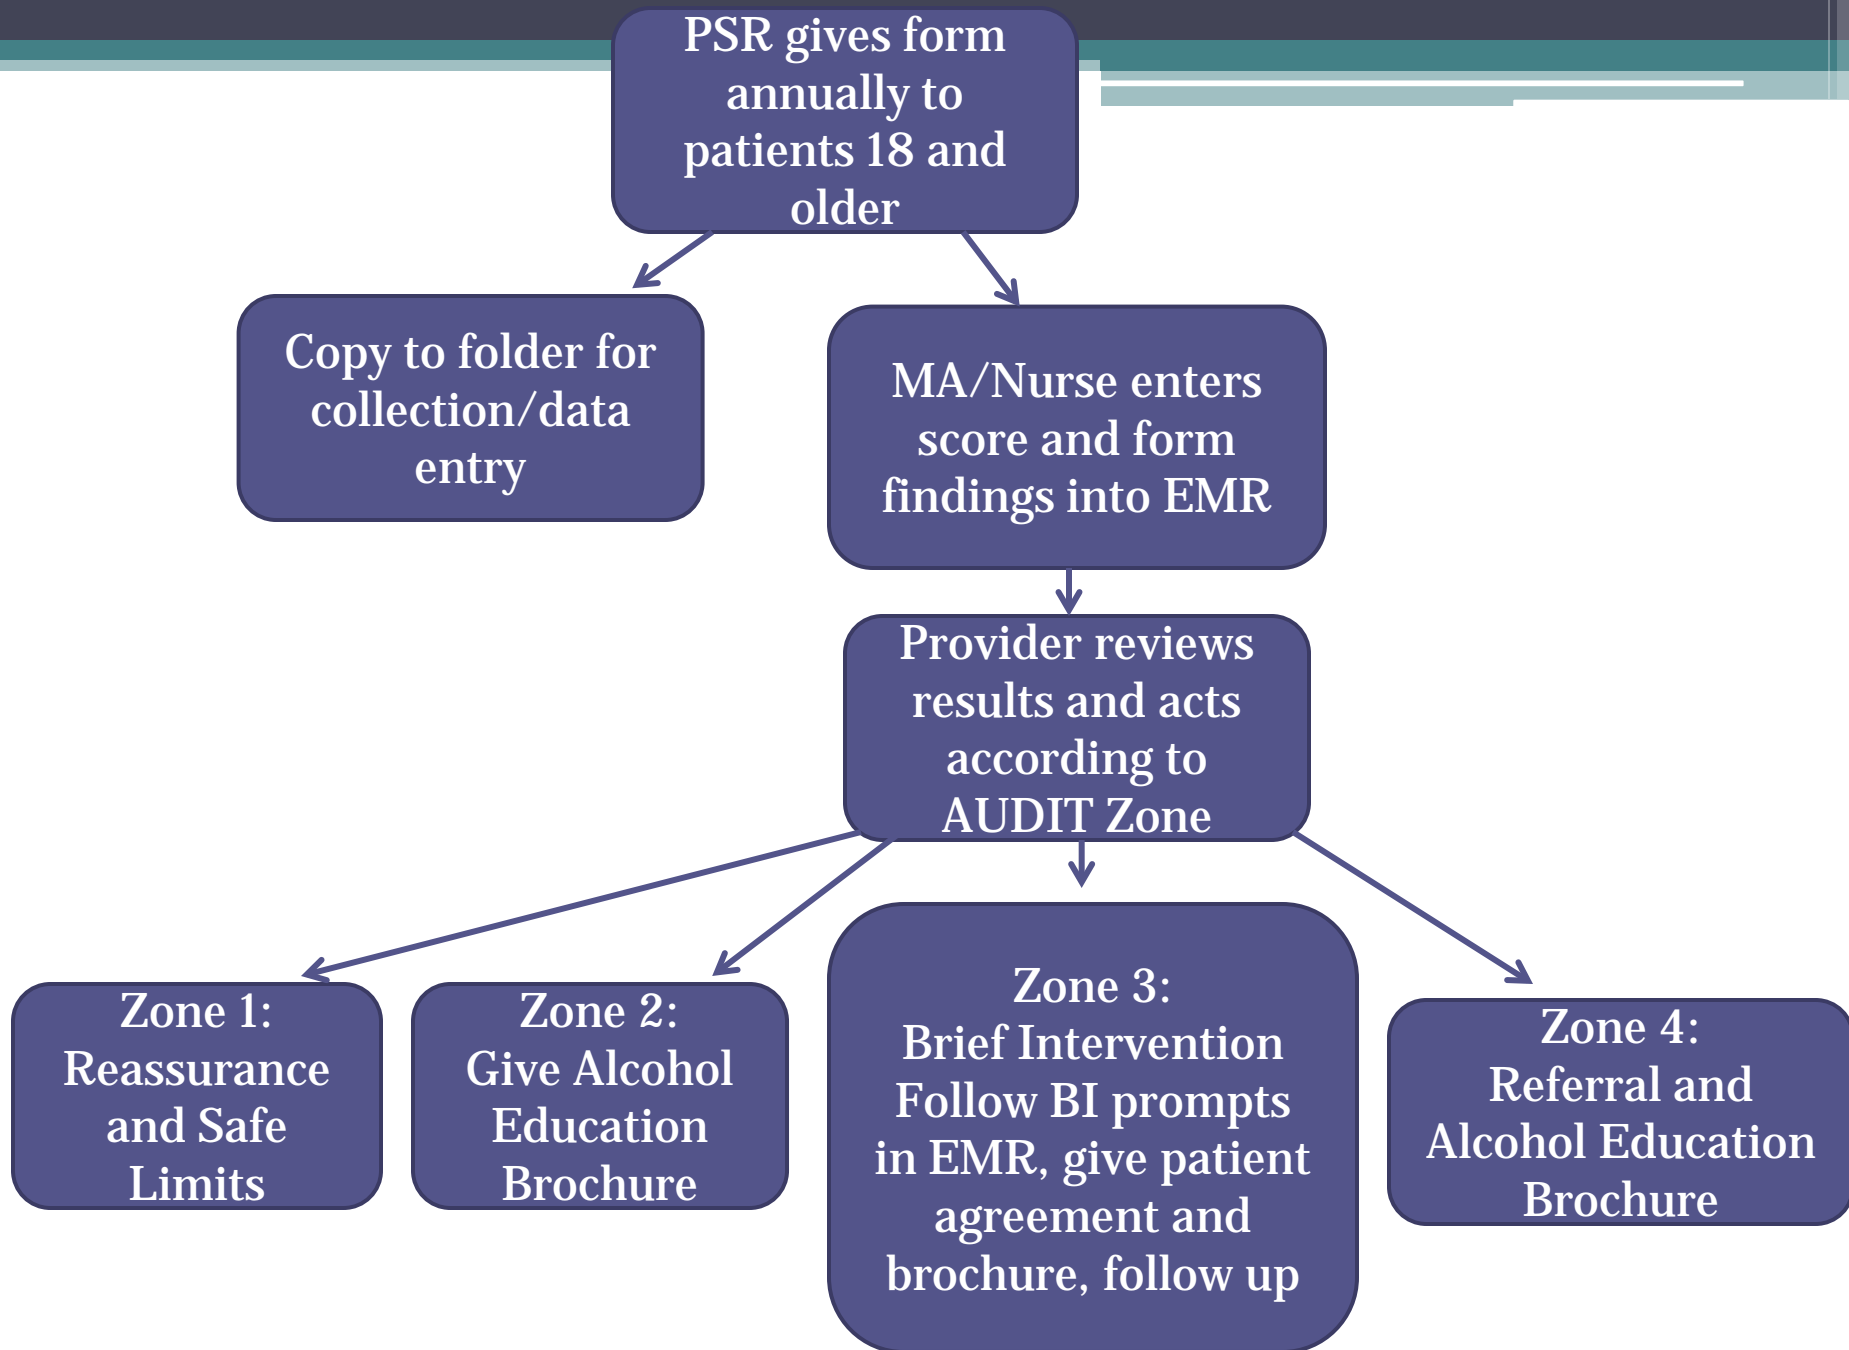 PSR gives form
annually to
patients 18 and
older
Copy to folder for
collection/data
entry
MA/Nurse enters
score and form
findings into EMR
Provider reviews
results and acts
according to
AUDIT Zone
Zone 1:
Reassurance
and Safe
Limits
Zone 2:
Give Alcohol
Education
Brochure
Zone 3:
Brief Intervention
Follow BI prompts
in EMR, give patient
agreement and
brochure, follow up
Zone 4:
Referral and
Alcohol Education
Brochure